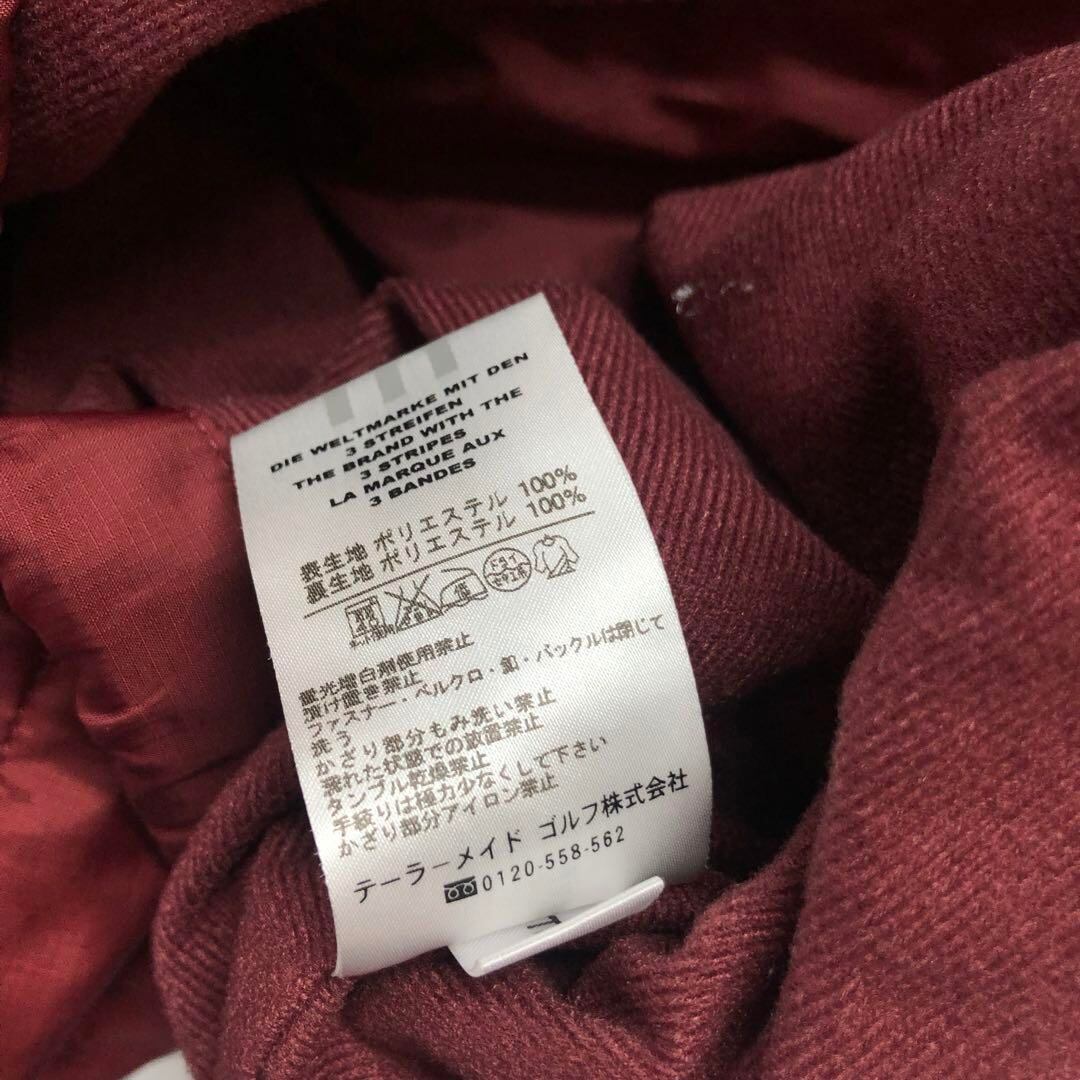 DIE WELTMARKE MIT DEN
3 STREIFEN
THE BRAND WITH THE
3 STRIPES
LA MARQUE AUX
3 BANDES
表生地 ポリエステル 100%
裏生地 ポリエステル 100%
ドライ
セキユ系
蛍光増白剤使用禁止
漬け置き禁止
ファスナー・ベルクロ・釦・バックルは閉じて
洗う
かざり部分もみ洗い禁止
濡れた状態での放置禁止
タンブル乾燥禁止
手絞りは極力少なくして下さい
かざり部分アイロン禁止
テーラーメイド ゴルフ株式会社
0120-558-562